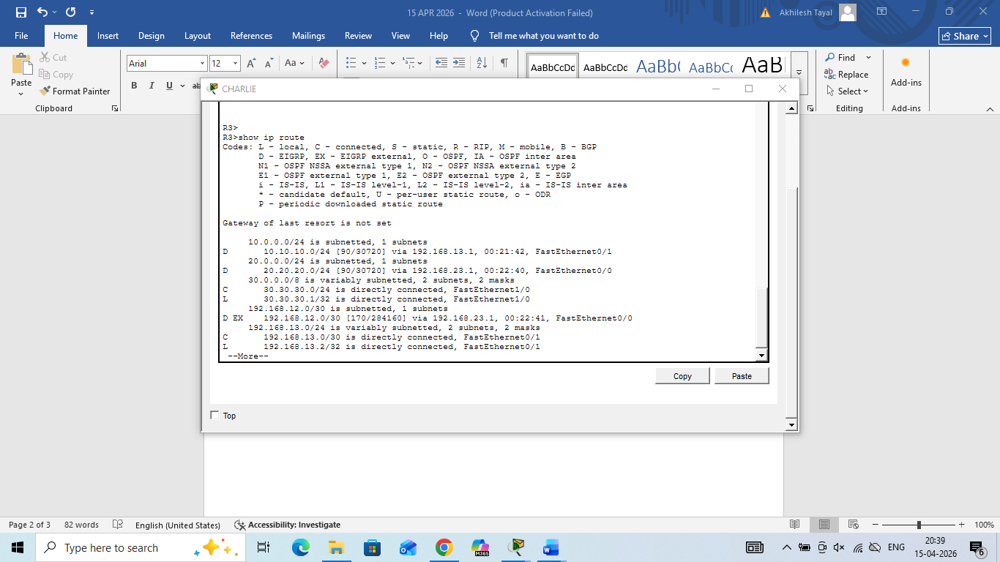 15 APR 2026 - Word (Product Activation Failed)
Akhilesh Tayal
File Home Insert Design Layout References Mailings Review View Help Tell me what you want to do
Share
Paste
Cut
Copy
Format Painter
Clipboard
Arial
12
Aa
B I U ab
AaBbCcDd AaBbCcDd AaBb( AaBbCc AaB
Find
Replace
Select
Editing
Add-ins
Add-ins
CHARLIE
R3>
R3>show ip route
Codes: L - local, C - connected, S - static, R - RIP, M - mobile, B - BGP
D - EIGRP, EX - EIGRP external, O - OSPF, IA - OSPF inter area
N1 - OSPF NSSA external type 1, N2 - OSPF NSSA external type 2
E1 - OSPF external type 1, E2 - OSPF external type 2, E - EGP
i - IS-IS, L1 - IS-IS level-1, L2 - IS-IS level-2, ia - IS-IS inter area
* - candidate default, U - per-user static route, o - ODR
P - periodic downloaded static route
Gateway of last resort is not set
10.0.0.0/24 is subnetted, 1 subnets
D 10.10.10.0/24 [90/30720] via 192.168.13.1, 00:21:42, FastEthernet0/1
20.0.0.0/24 is subnetted, 1 subnets
D 20.20.20.0/24 [90/30720] via 192.168.23.1, 00:22:40, FastEthernet0/0
30.0.0.0/8 is variably subnetted, 2 subnets, 2 masks
C 30.30.30.0/24 is directly connected, FastEthernet1/0
L 30.30.30.1/32 is directly connected, FastEthernet1/0
192.168.12.0/30 is subnetted, 1 subnets
D EX 192.168.12.0/30 [170/284160] via 192.168.23.1, 00:22:41, FastEthernet0/0
192.168.13.0/24 is variably subnetted, 2 subnets, 2 masks
C 192.168.13.0/30 is directly connected, FastEthernet0/1
L 192.168.13.2/32 is directly connected, FastEthernet0/1
--More--
Copy Paste
Top
Page 2 of 3 82 words English (United States) Accessibility: Investigate
100%
Type here to search
M365
ENG
20:39
15-04-2026
6